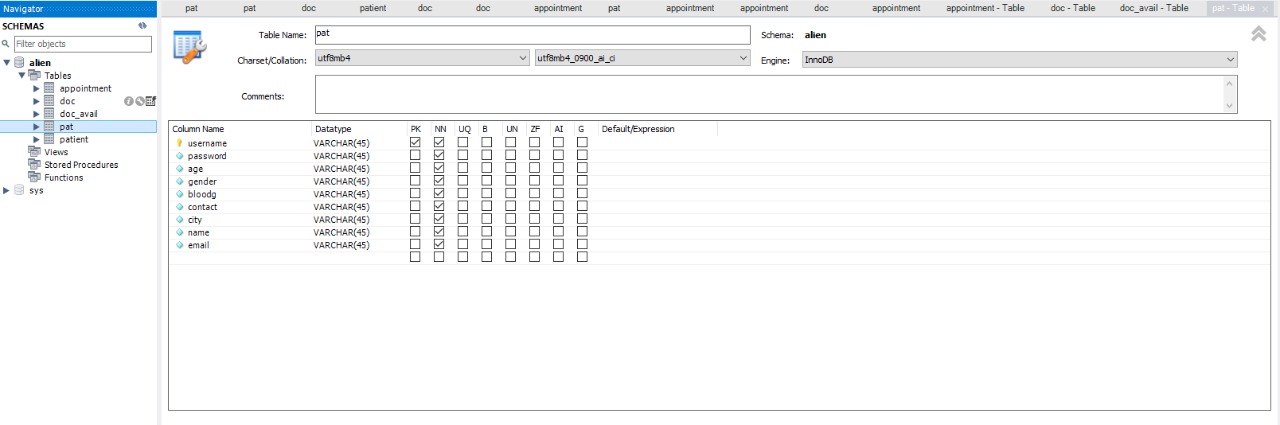 Navigator
pat pat doc patient doc doc appointment pat appointment appointment doc appointment appointment - Table doc - Table doc_avail - Table pat - Table
SCHEMAS
Filter objects
alien
Tables
appointment
doc
doc_avail
pat
patient
Views
Stored Procedures
Functions
sys
Table Name: pat Schema: alien
Charset/Collation: utf8mb4 utf8mb4_0900_ai_ci Engine: InnoDB
Comments:
Column Name Datatype PK NN UQ B UN ZF AI G Default/Expression
username VARCHAR(45)
password VARCHAR(45)
age VARCHAR(45)
gender VARCHAR(45)
bloodg VARCHAR(45)
contact VARCHAR(45)
city VARCHAR(45)
name VARCHAR(45)
email VARCHAR(45)